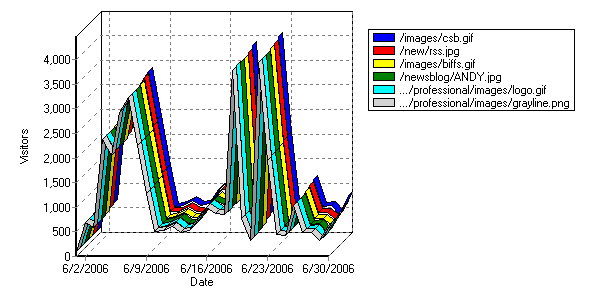 /images/csb.gif
/new/rss.jpg
/images/biffs.gif
/newsblog/ANDY.jpg
.../professional/images/logo.gif
.../professional/images/grayline.png
Visitors
4,000
3,500
3,000
2,500
2,000
1,500
1,000
500
0
6/2/2006 6/9/2006 6/16/2006 6/23/2006 6/30/2006
Date